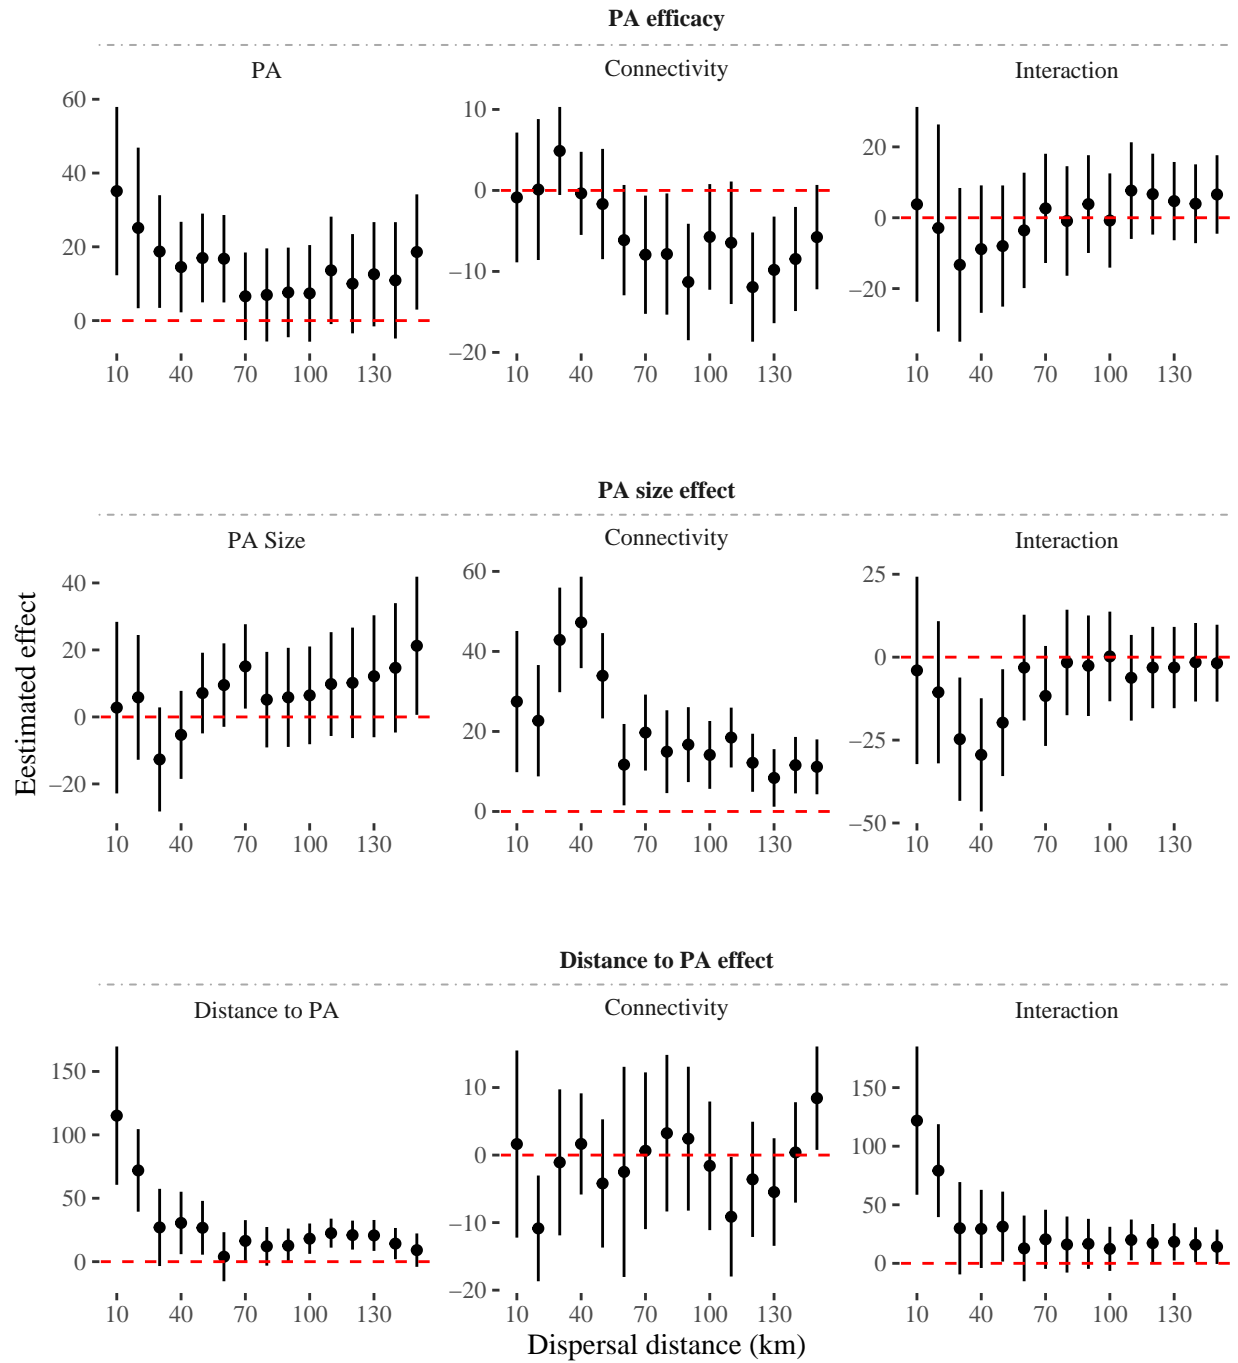 PA efficacy
PA
Connectivity
Interaction
60
40
20
0
10
0
−10
−20
20
0
−20
10 40 70 100 130
10 40 70 100 130
10 40 70 100 130
PA size effect
PA Size
Connectivity
Interaction
40
20
0
−20
60
40
20
0
25
0
−25
−50
10 40 70 100 130
10 40 70 100 130
10 40 70 100 130
Eestimated effect
Distance to PA effect
Distance to PA
Connectivity
Interaction
150
100
50
0
10
0
−10
−20
150
100
50
0
10 40 70 100 130
10 40 70 100 130
10 40 70 100 130
Dispersal distance (km)